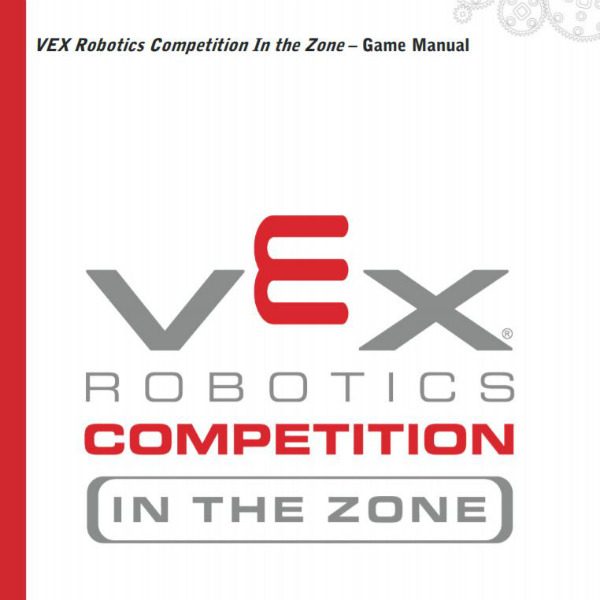 VEX Robotics Competition In the Zone – Game Manual
VEX®
ROBOTICS
COMPETITION
IN THE ZONE